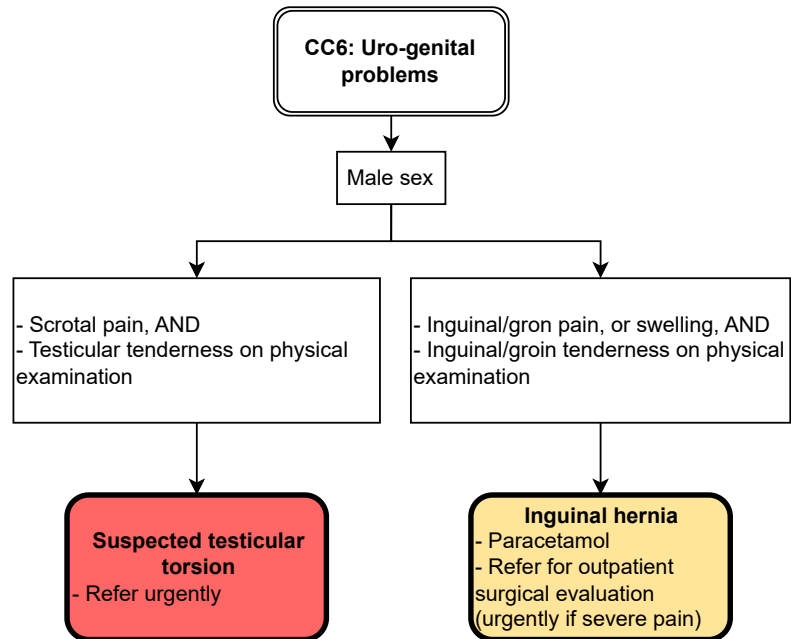 CC6: Uro-genital
problems
Male sex
- Scrotal pain, AND
- Testicular tenderness on physical
examination
- Inguinal/gron pain, or swelling, AND
- Inguinal/groin tenderness on physical
examination
Suspected testicular
torsion
- Refer urgently
Inguinal hernia
- Paracetamol
- Refer for outpatient
surgical evaluation
(urgently if severe pain)